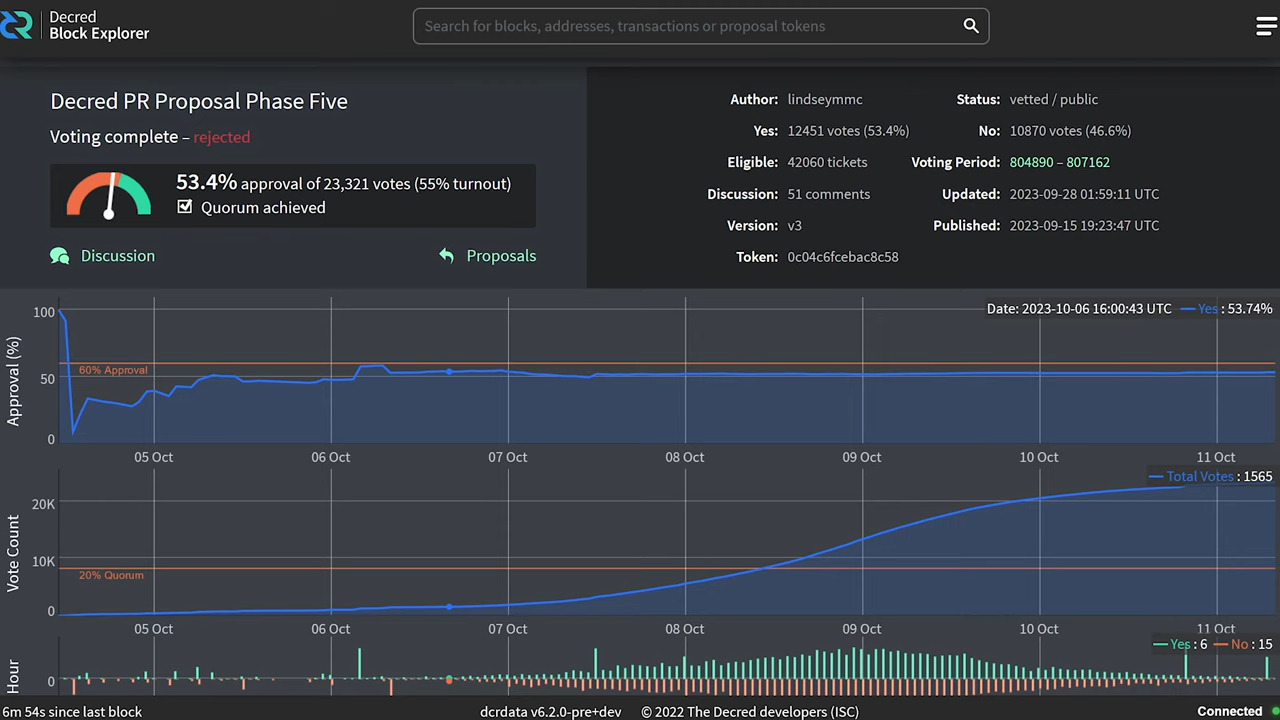 Decred
Block Explorer
Search for blocks, addresses, transactions or proposal tokens
Decred PR Proposal Phase Five
Voting complete – rejected
53.4% approval of 23,321 votes (55% turnout)
Quorum achieved
Discussion
Proposals
Author: lindseymmc Status: vetted / public
Yes: 12451 votes (53.4%) No: 10870 votes (46.6%)
Eligible: 42060 tickets Voting Period: 804890 – 807162
Discussion: 51 comments Updated: 2023-09-28 01:59:11 UTC
Version: v3 Published: 2023-09-15 19:23:47 UTC
Token: 0c04c6fcebac8c58
Date: 2023-10-06 16:00:43 UTC — Yes : 53.74%
Approval (%)
100
60% Approval
50
0
05 Oct 06 Oct 07 Oct 08 Oct 09 Oct 10 Oct 11 Oct
Total Votes : 1565
Vote Count
20K
10K
20% Quorum
0
05 Oct 06 Oct 07 Oct 08 Oct 09 Oct 10 Oct 11 Oct
Yes : 6 — No : 15
Hour
0
6m 54s since last block dcrdata v6.2.0-pre+dev © 2022 The Decred developers (ISC) Connected